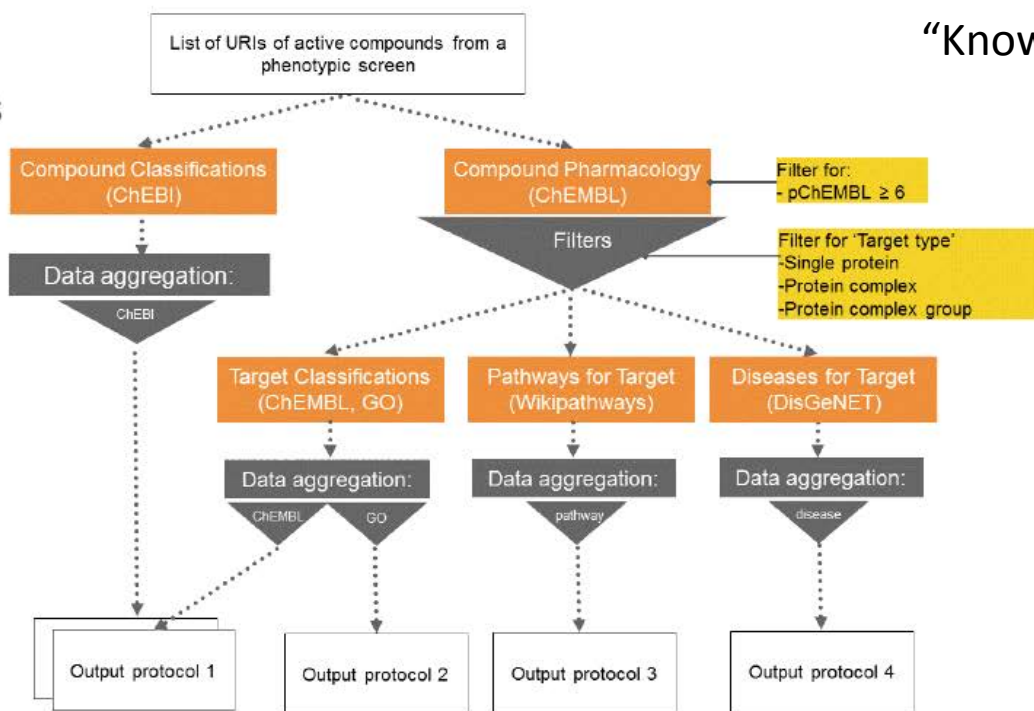 “Know
List of URIs of active compounds from a
phenotypic screen
s
Compound Classifications
(ChEBI)
Compound Pharmacology
(ChEMBL)
Filter for:
- pChEMBL ≥ 6
Filters
Filter for ‘Target type’
-Single protein
-Protein complex
-Protein complex group
Data aggregation:
ChEBI
Target Classifications
(ChEMBL, GO)
Pathways for Target
(Wikipathways)
Diseases for Target
(DisGeNET)
Data aggregation:
ChEMBL
GO
Data aggregation:
pathway
Data aggregation:
disease
Output protocol 1
Output protocol 2
Output protocol 3
Output protocol 4